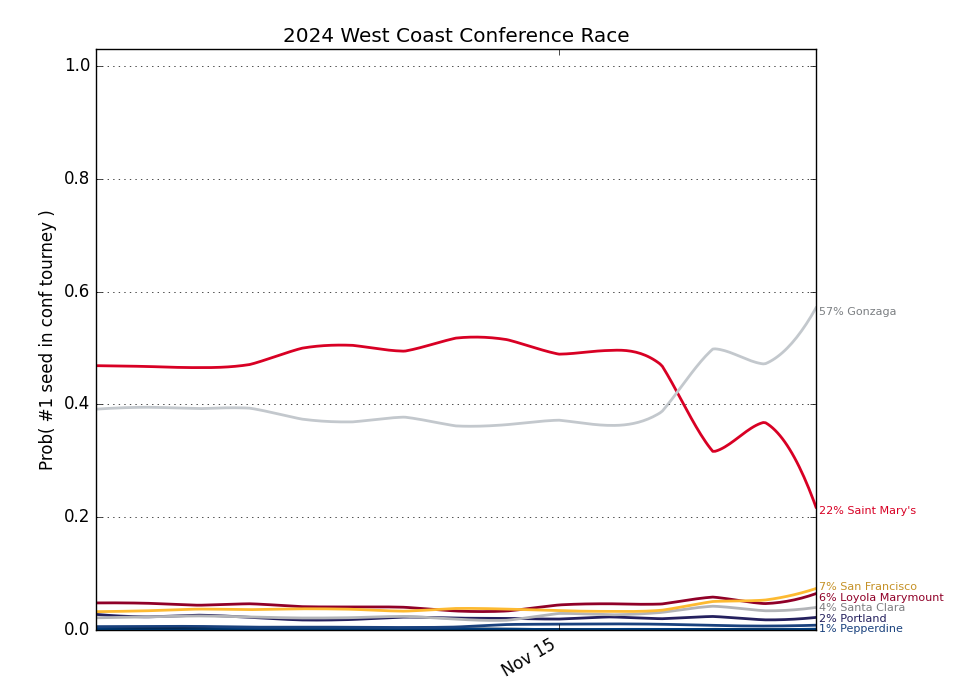 2024 West Coast Conference Race
Prob( #1 seed in conf tourney )
1.0
0.8
0.6
0.4
0.2
0.0
57% Gonzaga
22% Saint Mary's
7% San Francisco
6% Loyola Marymount
4% Santa Clara
2% Portland
1% Pepperdine
Nov 15